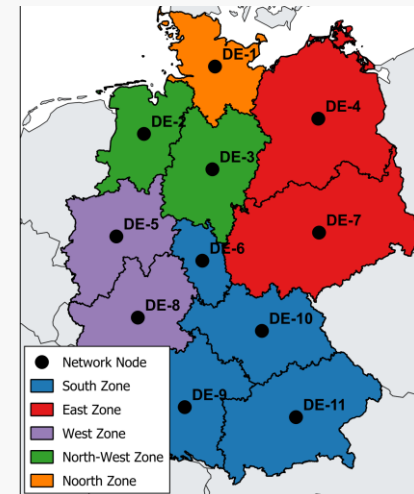 DE-1
DE-2
DE-4
DE-3
DE-5
DE-7
DE-6
DE-8
DE-10
DE-9
DE-11
Network Node
South Zone
East Zone
West Zone
North-West Zone
Noorth Zone